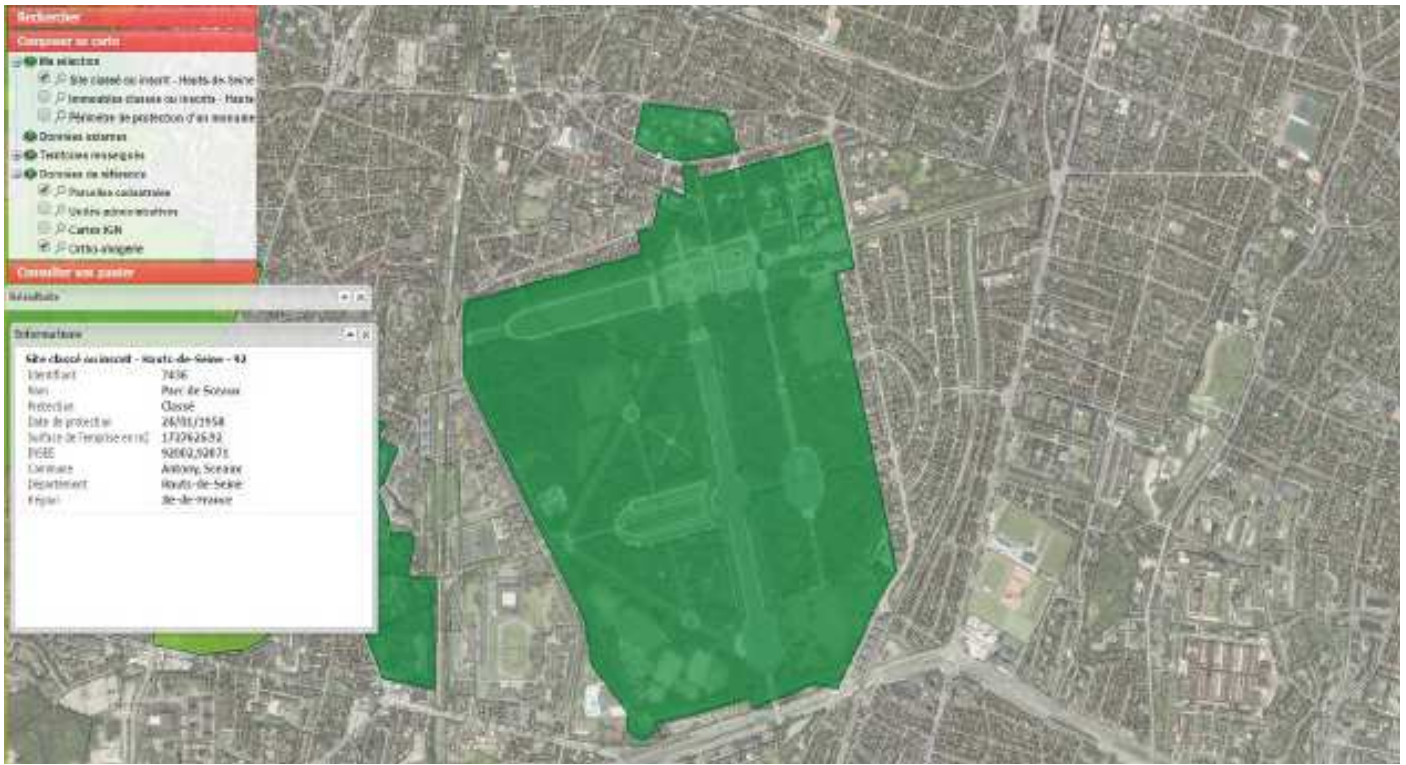 Rechercher
Composer sa carte
Ma sélection
Site classé ou inscrit - Hauts-de-Seine
Immeubles classés ou inscrits - Hauts
Périmètre de protection d'un monume
Données externes
Territoires renseignés
Données de référence
Parcelles cadastrales
Unités administratives
Cartes IGN
Ortho-imagerie
Consulter son panier
Résultats
Informations
Site classé ou inscrit - Hauts-de-Seine - 92
Identifiant 7436
Nom Parc de Sceaux
Protection Classé
Date de protection 26/01/1958
Surface de l'emprise en m2
INSEE 92002,92071
Commune Antony, Sceaux
Département Hauts-de-Seine
Région Ile-de-France